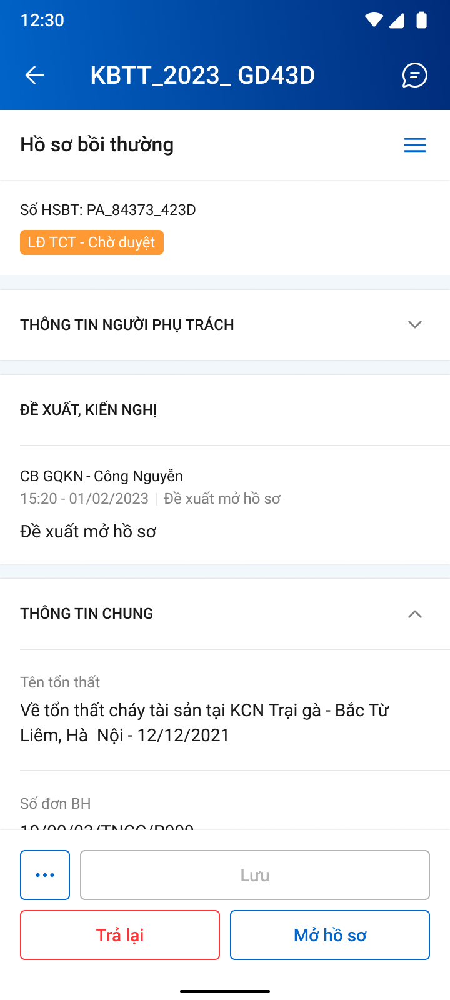 12:30
KBTT_2023_ GD43D
Hồ sơ bồi thường
Số HSBT: PA_84373_423D
LĐ TCT - Chờ duyệt
THÔNG TIN NGƯỜI PHỤ TRÁCH
ĐỀ XUẤT, KIẾN NGHỊ
CB GQKN - Công Nguyễn
15:20 - 01/02/2023 | Đề xuất mở hồ sơ
Đề xuất mở hồ sơ
THÔNG TIN CHUNG
Tên tổn thất
Về tổn thất cháy tài sản tại KCN Trại gà - Bắc Từ
Liêm, Hà  Nội - 12/12/2021
Số đơn BH
Lưu
Trả lại
Mở hồ sơ